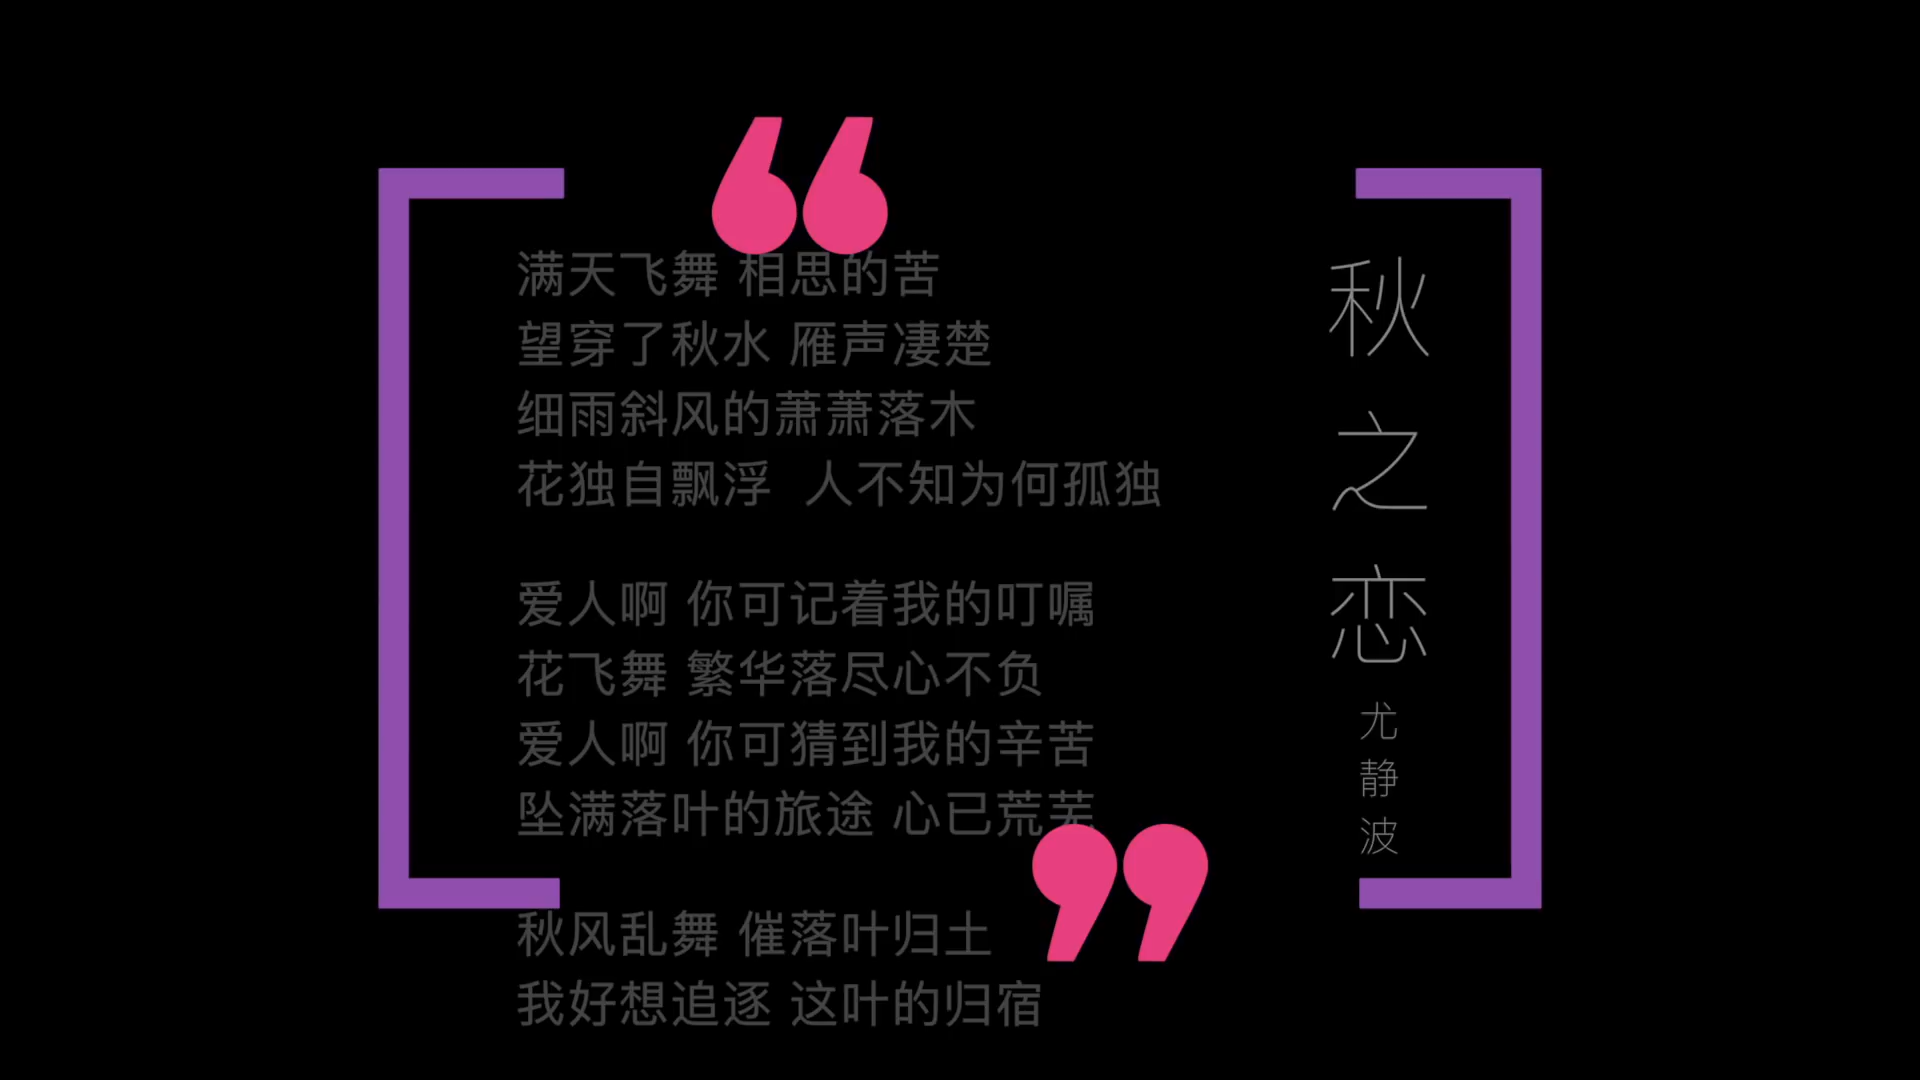 满天飞舞 相思的苦
望穿了秋水 雁声凄楚
细雨斜风的萧萧落木
花独自飘浮  人不知为何孤独
爱人啊 你可记着我的叮嘱
花飞舞 繁华落尽心不负
爱人啊 你可猜到我的辛苦
坠满落叶的旅途 心已荒芜
秋风乱舞 催落叶归土
我好想追逐 这叶的归宿
秋之恋
尤静波